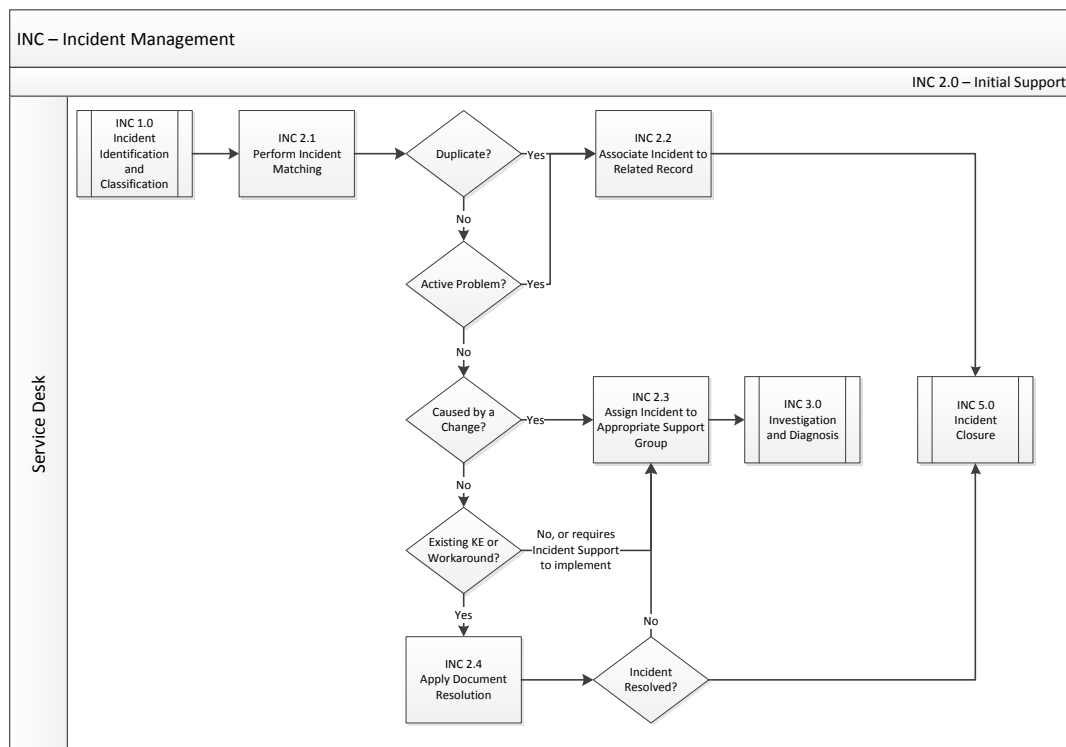 INC – Incident Management
INC 2.0 – Initial Support
Service Desk
INC 1.0
Incident
Identification
and
Classification
INC 2.1
Perform Incident
Matching
Duplicate?
Yes
INC 2.2
Associate Incident to
Related Record
No
Active Problem?
Yes
No
Caused by a
Change?
Yes
INC 2.3
Assign Incident to
Appropriate Support
Group
INC 3.0
Investigation
and Diagnosis
INC 5.0
Incident
Closure
No
Existing KE or
Workaround?
No, or requires
Incident Support
to implement
Yes
No
INC 2.4
Apply Document
Resolution
Incident
Resolved?